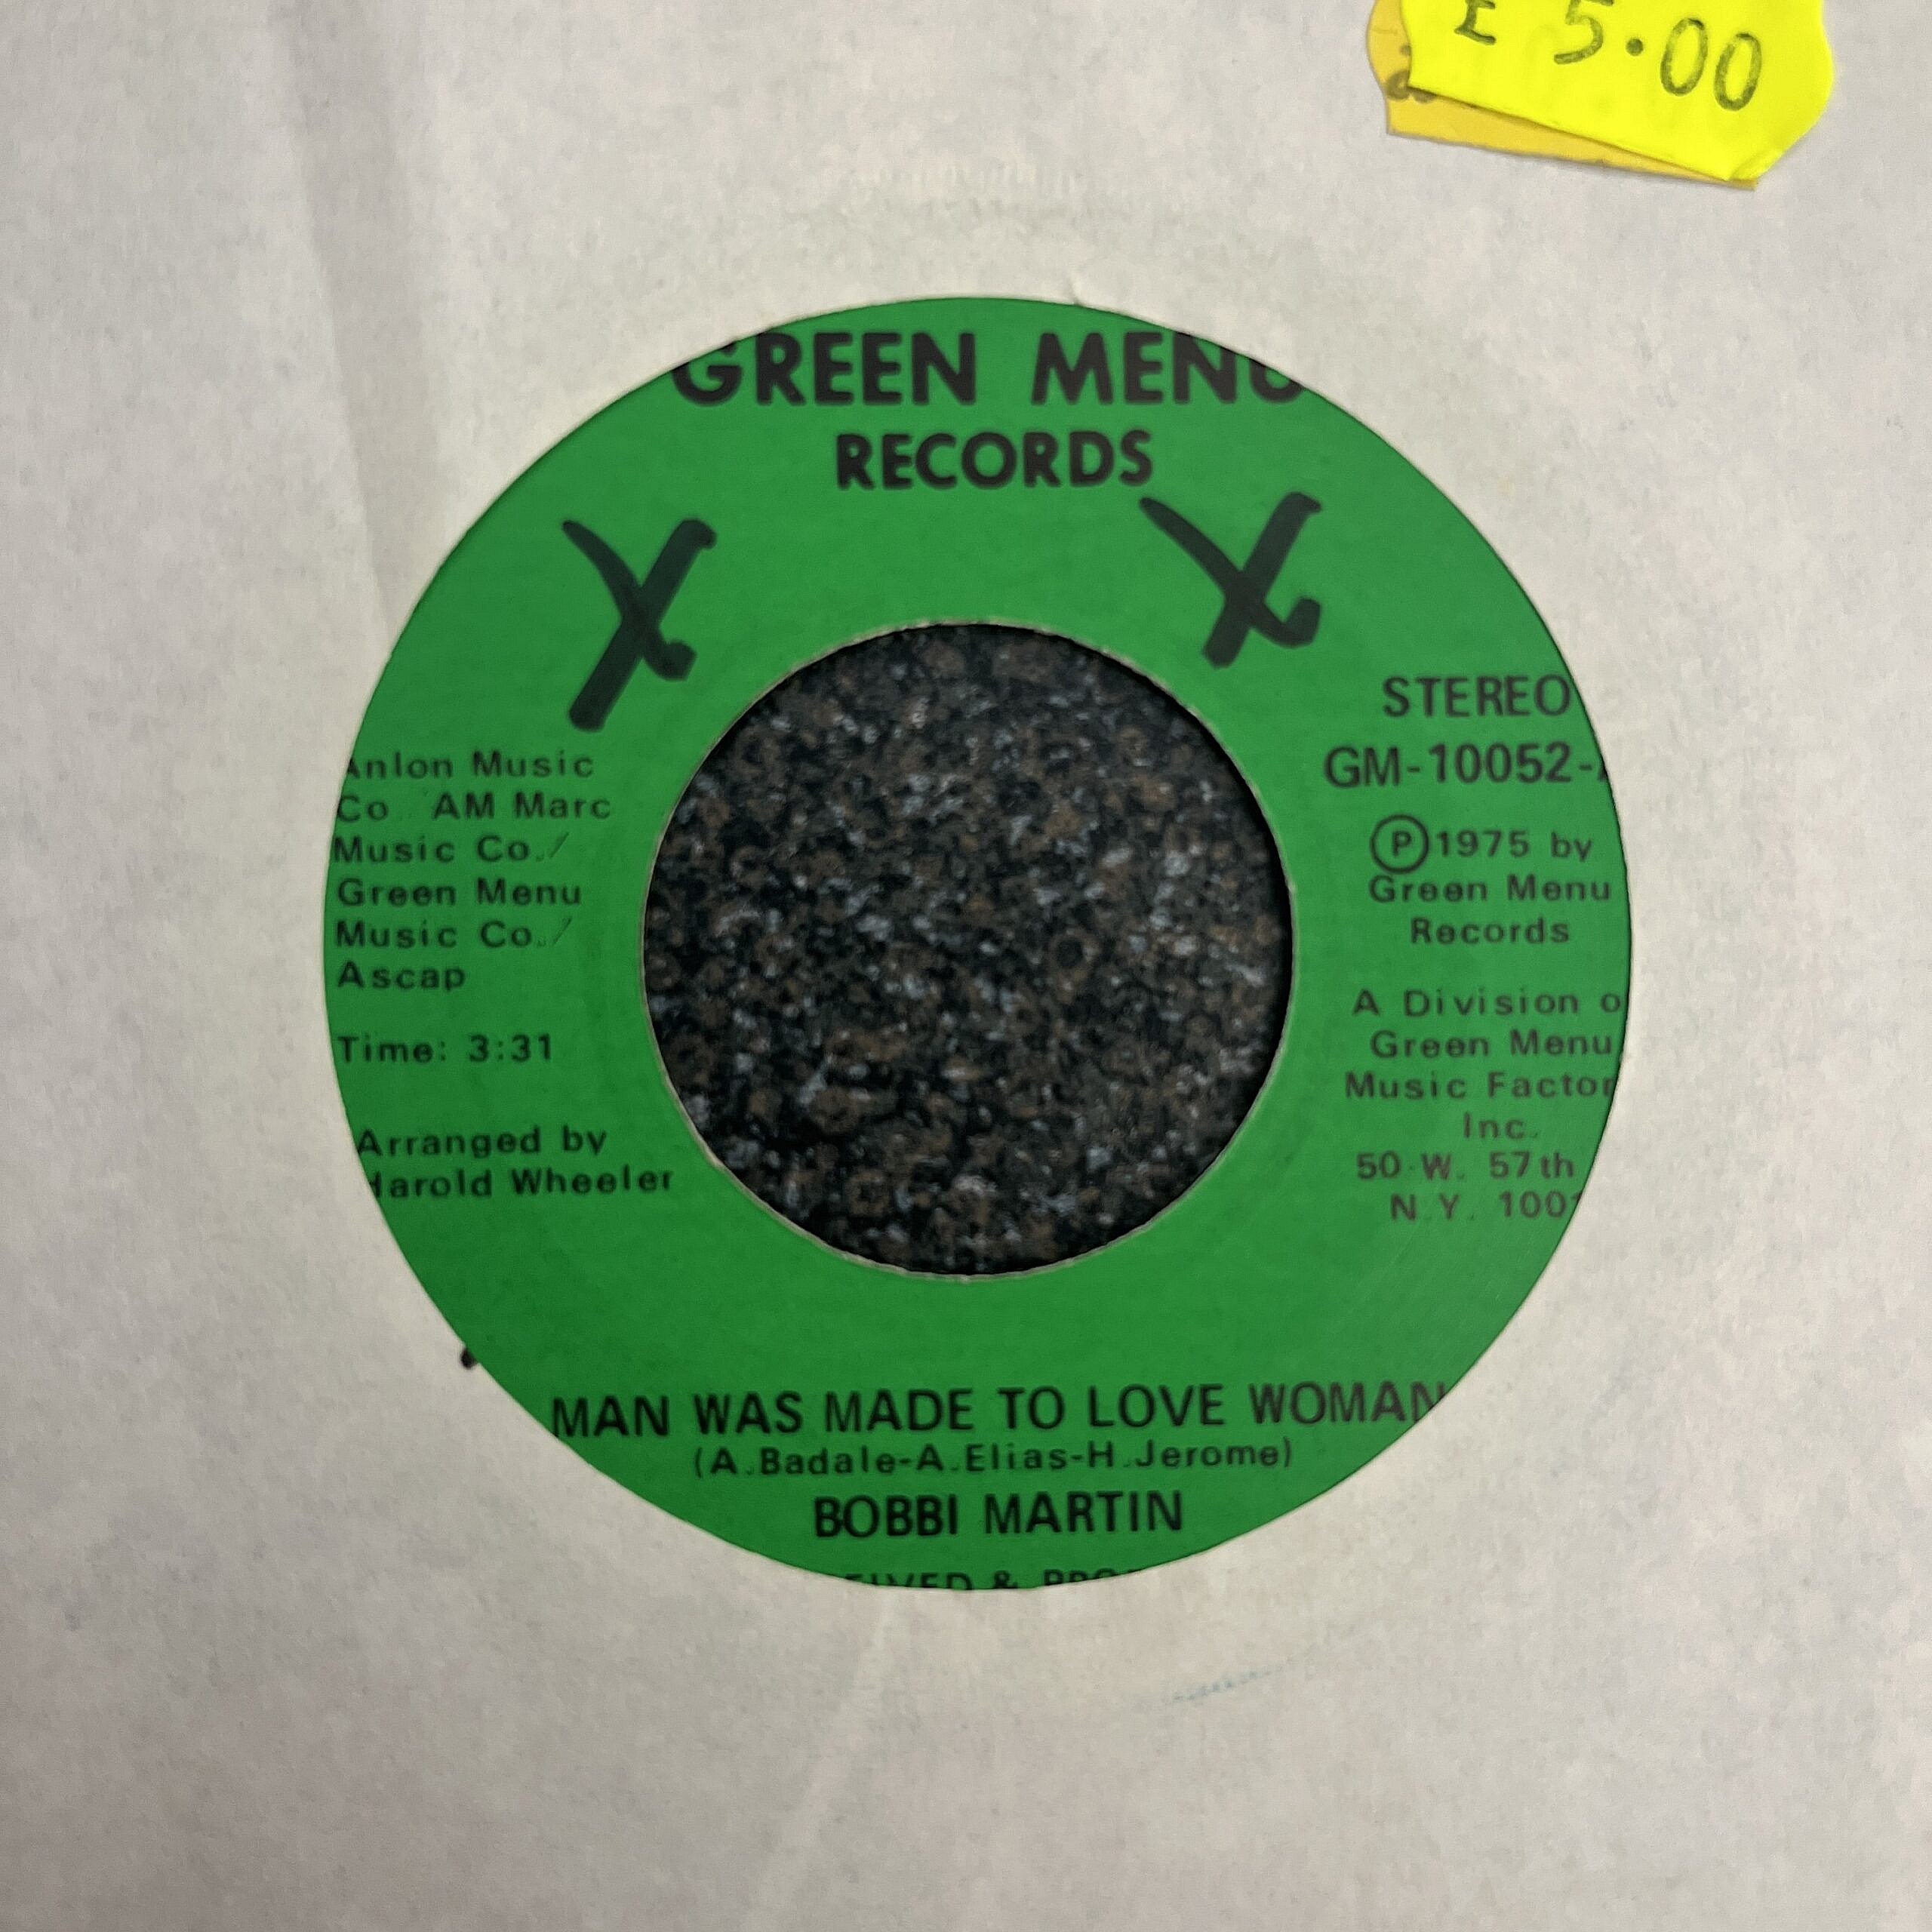 £ 5.00
GREEN MENU
RECORDS
X X
Anlon Music
Co. AM Marc
Music Co./
Green Menu
Music Co./
Ascap
Time: 3:31
Arranged by
Harold Wheeler
STEREO
GM-10052-
Ⓟ1975 by
Green Menu
Records
A Division o
Green Menu
Music Factor
Inc.
50 W. 57th
N.Y. 100
MAN WAS MADE TO LOVE WOMAN
(A.Badale-A.Elias-H.Jerome)
BOBBI MARTIN